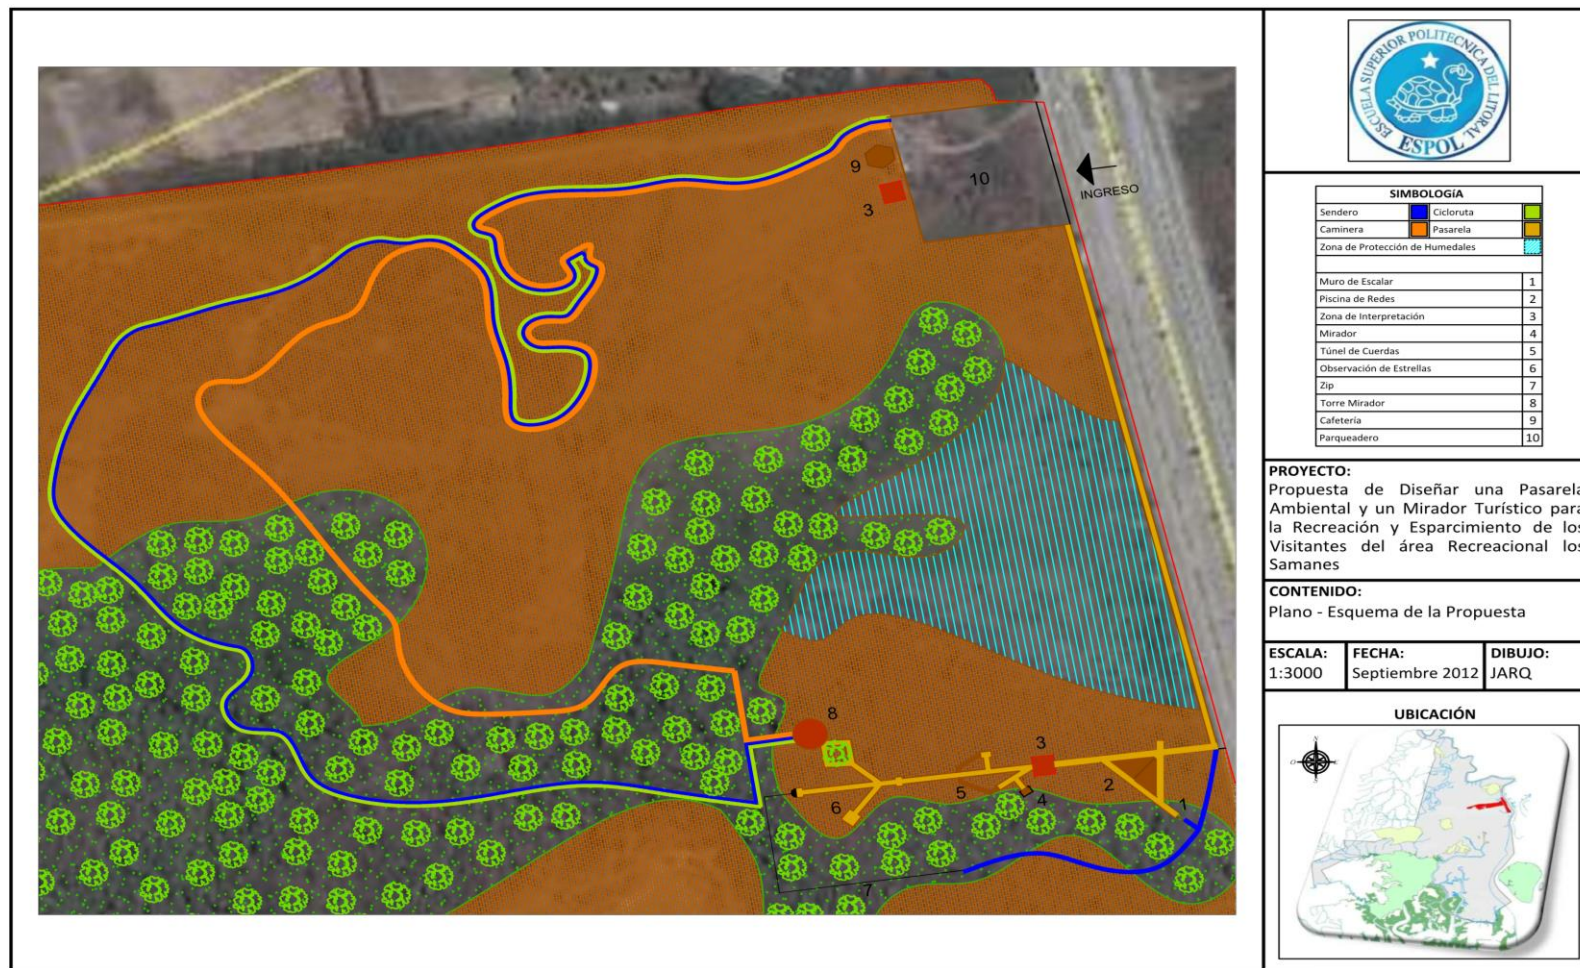 9
10
3
INGRESO
8
3
2
1
5
4
6
7
ESCUELA SUPERIOR POLITECNICA DEL LITORAL
ESPOL
SIMBOLOGíA
Sendero Cicloruta
Caminera Pasarela
Zona de Protección de Humedales
Muro de Escalar 1
Piscina de Redes 2
Zona de Interpretación 3
Mirador 4
Túnel de Cuerdas 5
Observación de Estrellas 6
Zip 7
Torre Mirador 8
Cafetería 9
Parqueadero 10
PROYECTO:
Propuesta de Diseñar una Pasarela
Ambiental y un Mirador Turístico para
la Recreación y Esparcimiento de los
Visitantes del área Recreacional los
Samanes
CONTENIDO:
Plano - Esquema de la Propuesta
ESCALA: FECHA: DIBUJO:
1:3000 Septiembre 2012 JARQ
UBICACIÓN